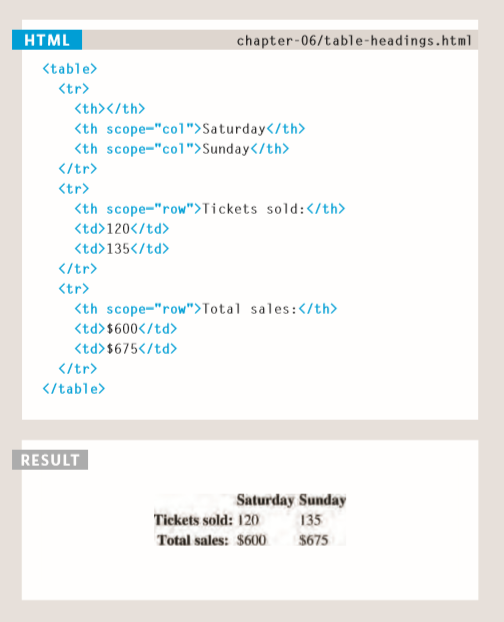 HTML chapter-06/table-headings.html
<table>
<tr>
<th></th>
<th scope="col">Saturday</th>
<th scope="col">Sunday</th>
</tr>
<tr>
<th scope="row">Tickets sold:</th>
<td>120</td>
<td>135</td>
</tr>
<tr>
<th scope="row">Total sales:</th>
<td>$600</td>
<td>$675</td>
</tr>
</table>
RESULT
Saturday Sunday
Tickets sold: 120 135
Total sales: $600 $675